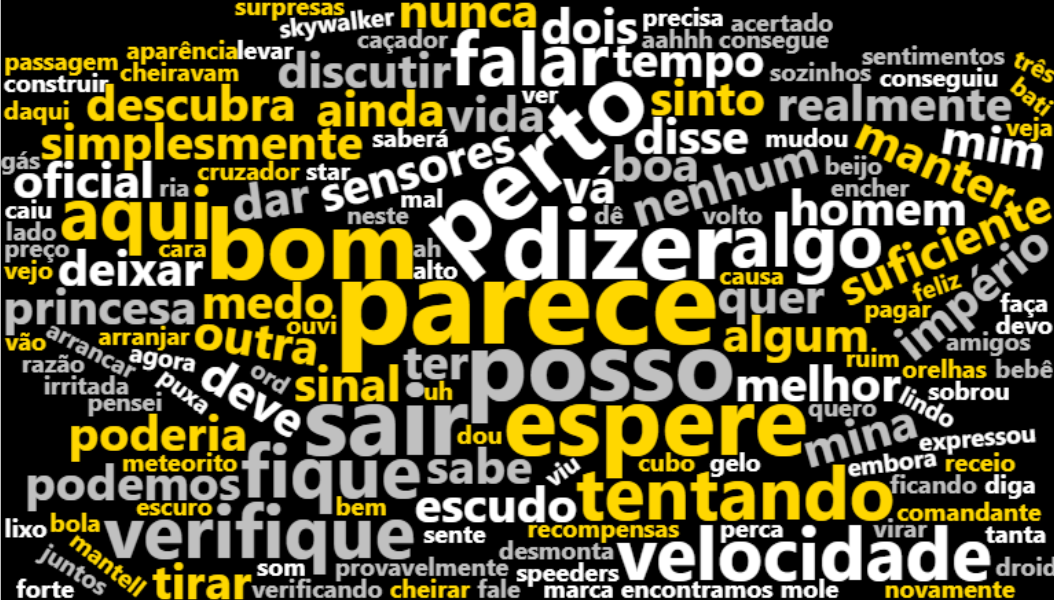 surpresas
skywalker
nunca
dois
precisa
acertado
caçador
aahhh
consegue
passagem
aparência
levar
discutir
falar
tempo
sozinhos
sentimentos
conseguiu
três
construir
cheiravam
bati
daqui
descubra
ainda
vida
ver
perto
sinto
realmente
veja
simplesmente
saberá
sensores
disse
mudou
manter
mim
gás
oficial
ria
cruzador
star
dar
mal
vá
boa
nenhum
beijo
encher
caiu
lado
aqui
neste
dê
volto
homem
suficiente
preço
cara
bom
ah
dizer
algo
vejo
deixar
alto
causa
império
princesa
medo
parece
quer
pagar
feliz
faça
vão
arrancar
arranjar
outra
ouvi
algum
devo
amigos
razão
agora
ord
ter
posso
ruim
orelhas
bebê
irritada
puxa
deve
sinal
uh
melhor
lindo
sobrou
pensei
sair
espere
quero
poderia
dou
mina
expressou
meteorito
fique
sabe
viu
cubo
gelo
embora
receio
podemos
tentando
ficando
diga
escuro
bem
escudo
comandante
lixo
bola
verifique
sente
recompensas
perca
virar
tanta
mantell
desmonta
velocidade
juntos
som
provavelmente
speeders
droid
forte
tirar
verificando
cheirar
fale
marca
encontramos
mole
novamente